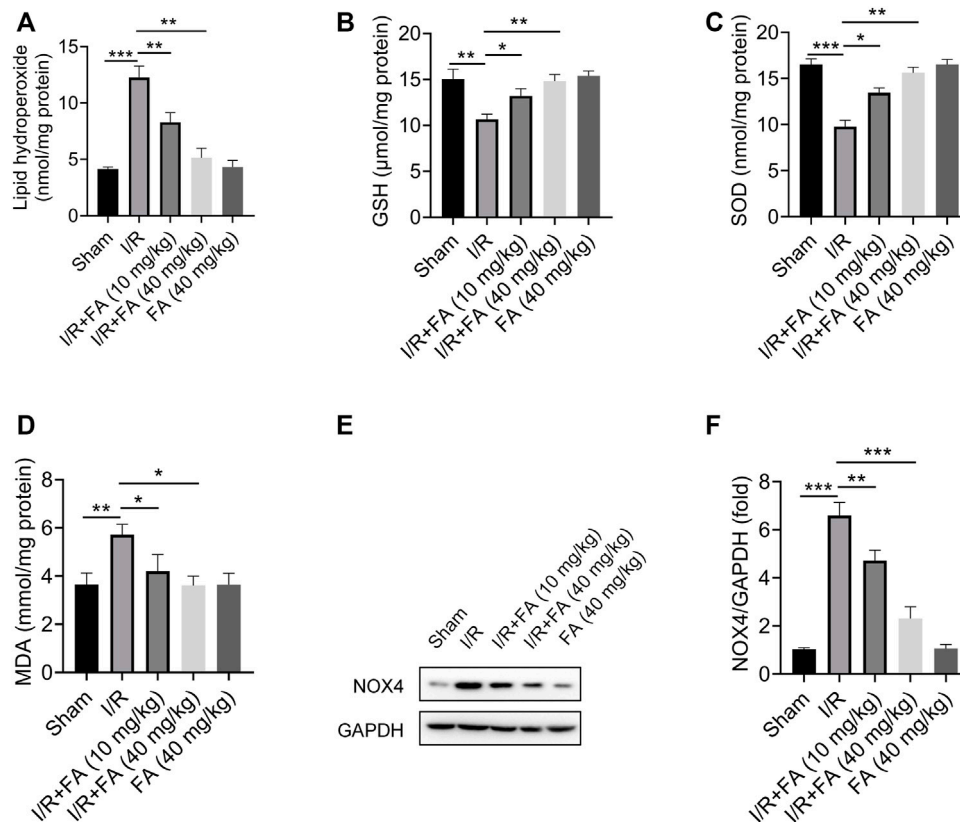 A
Lipid hydroperoxide
(nmol/mg protein)
15
10
5
0
***
**
**
Sham
I/R
I/R+FA (10 mg/kg)
I/R+FA (40 mg/kg)
FA (40 mg/kg)
B
GSH (μmol/mg protein)
20
15
10
5
0
**
*
**
Sham
I/R
I/R+FA (10 mg/kg)
I/R+FA (40 mg/kg)
FA (40 mg/kg)
C
SOD (nmol/mg protein)
20
15
10
5
0
***
*
**
Sham
I/R
I/R+FA (10 mg/kg)
I/R+FA (40 mg/kg)
FA (40 mg/kg)
D
MDA (mmol/mg protein)
8
6
4
2
0
**
*
*
Sham
I/R
I/R+FA (10 mg/kg)
I/R+FA (40 mg/kg)
FA (40 mg/kg)
E
Sham
I/R
I/R+FA (10 mg/kg)
I/R+FA (40 mg/kg)
FA (40 mg/kg)
NOX4
GAPDH
F
NOX4/GAPDH (fold)
8
6
4
2
0
***
**
***
Sham
I/R
I/R+FA (10 mg/kg)
I/R+FA (40 mg/kg)
FA (40 mg/kg)